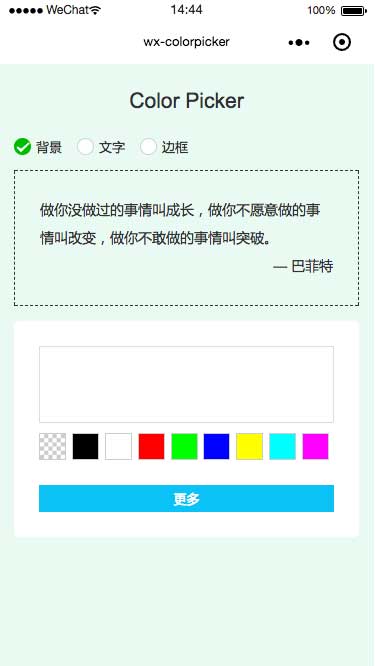 WeChat 14:44 100%
wx-colorpicker
Color Picker
背景 文字 边框
做你没做过的事情叫成长，做你不愿意做的事
情叫改变，做你不敢做的事情叫突破。
— 巴菲特
更多